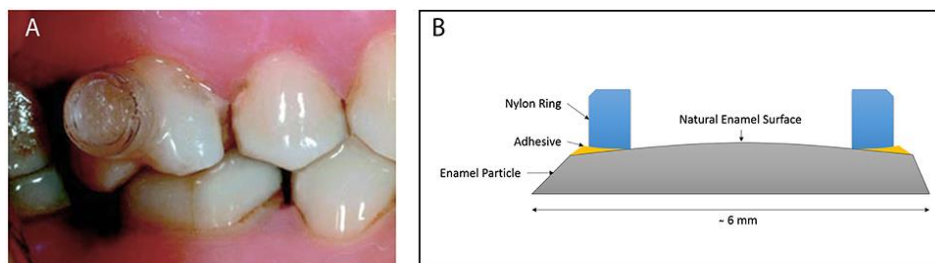 A
B
Nylon Ring
Natural Enamel Surface
Adhesive
Enamel Particle
~ 6 mm